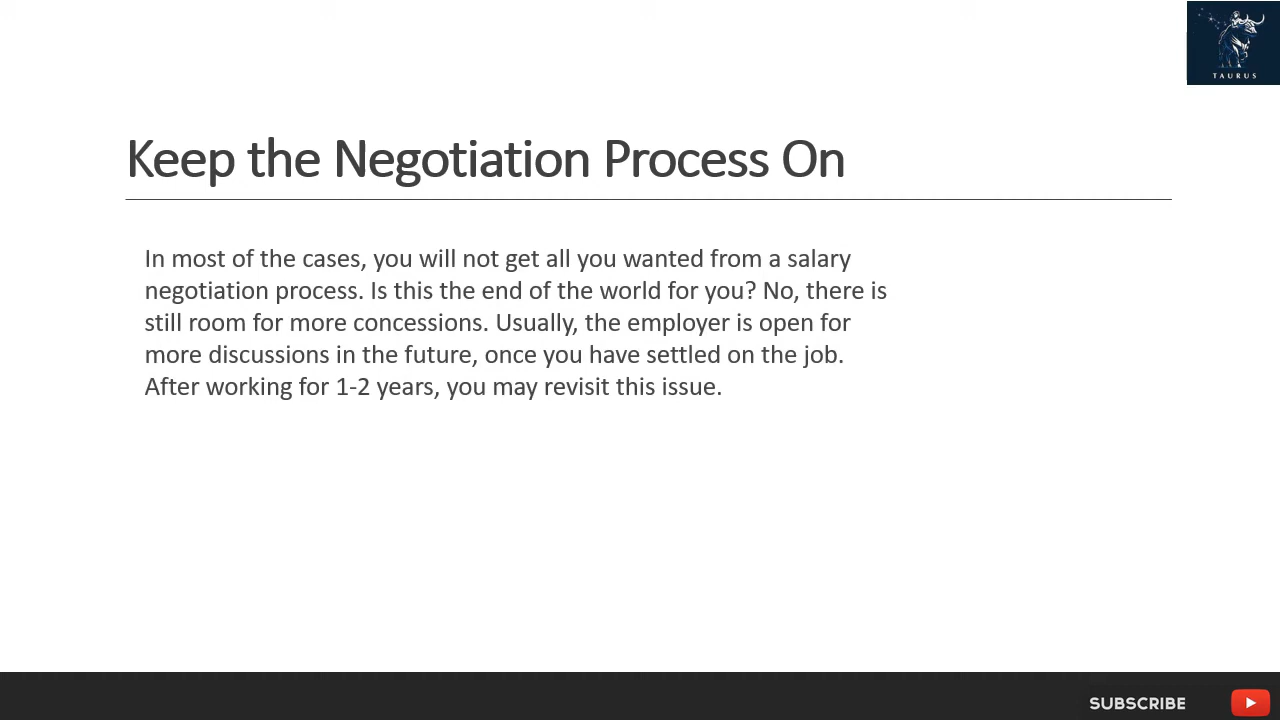 TAURUS
Keep the Negotiation Process On
In most of the cases, you will not get all you wanted from a salary
negotiation process. Is this the end of the world for you? No, there is
still room for more concessions. Usually, the employer is open for
more discussions in the future, once you have settled on the job.
After working for 1-2 years, you may revisit this issue.
SUBSCRIBE